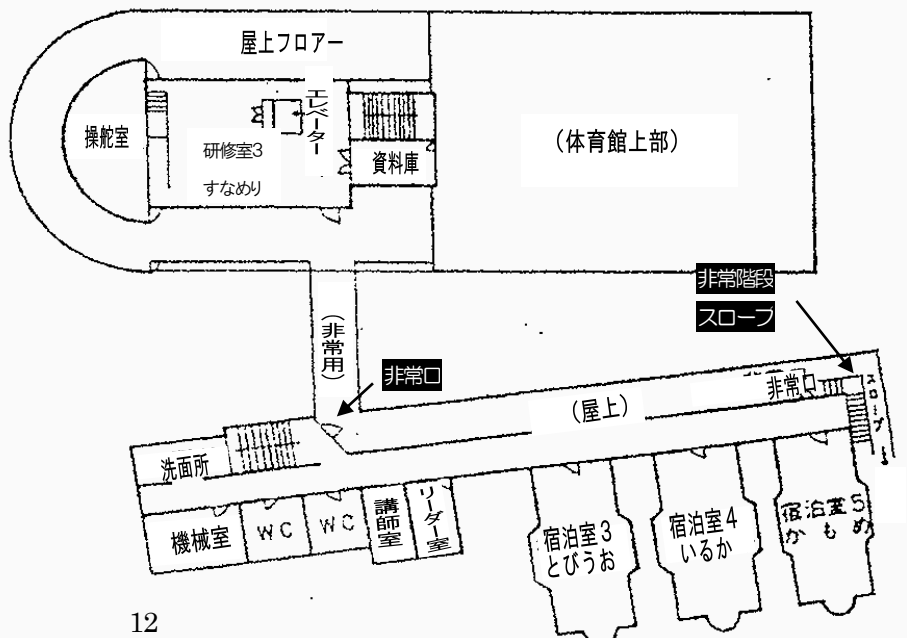 屋上フロアー
エレベーター
操舵室
研修室3
すなめり
資料庫
(体育館上部)
非常階段
スロープ
(非常用)
非常口
非常口
スロープ
(屋上)
洗面所
機械室
WC
WC
講師室
リーダー室
宿泊室3
とびうお
宿泊室4
いるか
宿泊室5
かもめ
12